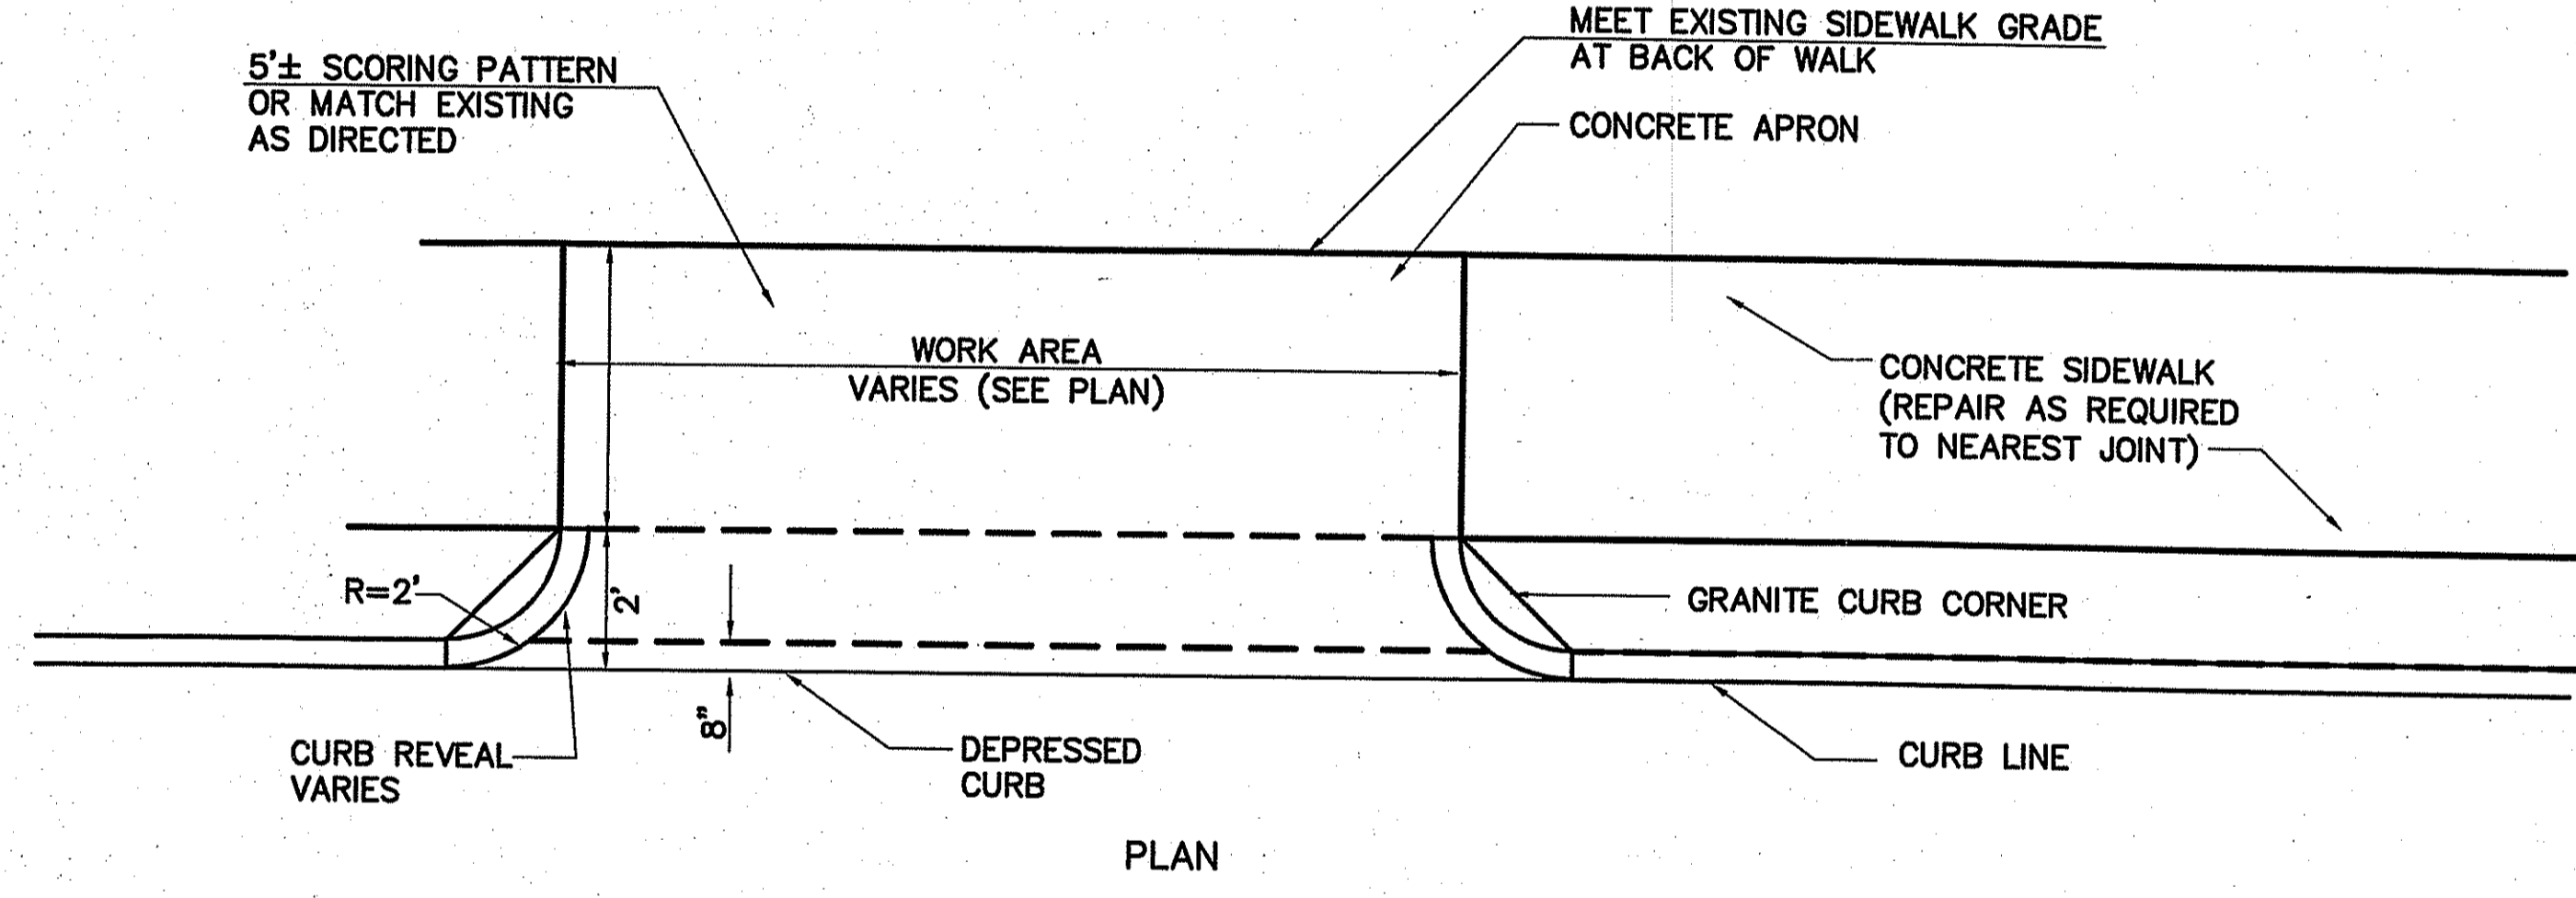 MEET EXISTING SIDEWALK GRADE
AT BACK OF WALK
5'± SCORING PATTERN
OR MATCH EXISTING
AS DIRECTED
CONCRETE APRON
WORK AREA
VARIES (SEE PLAN)
CONCRETE SIDEWALK
(REPAIR AS REQUIRED
TO NEAREST JOINT)
R=2'
2'
GRANITE CURB CORNER
8"
CURB REVEAL
VARIES
DEPRESSED
CURB
CURB LINE
PLAN